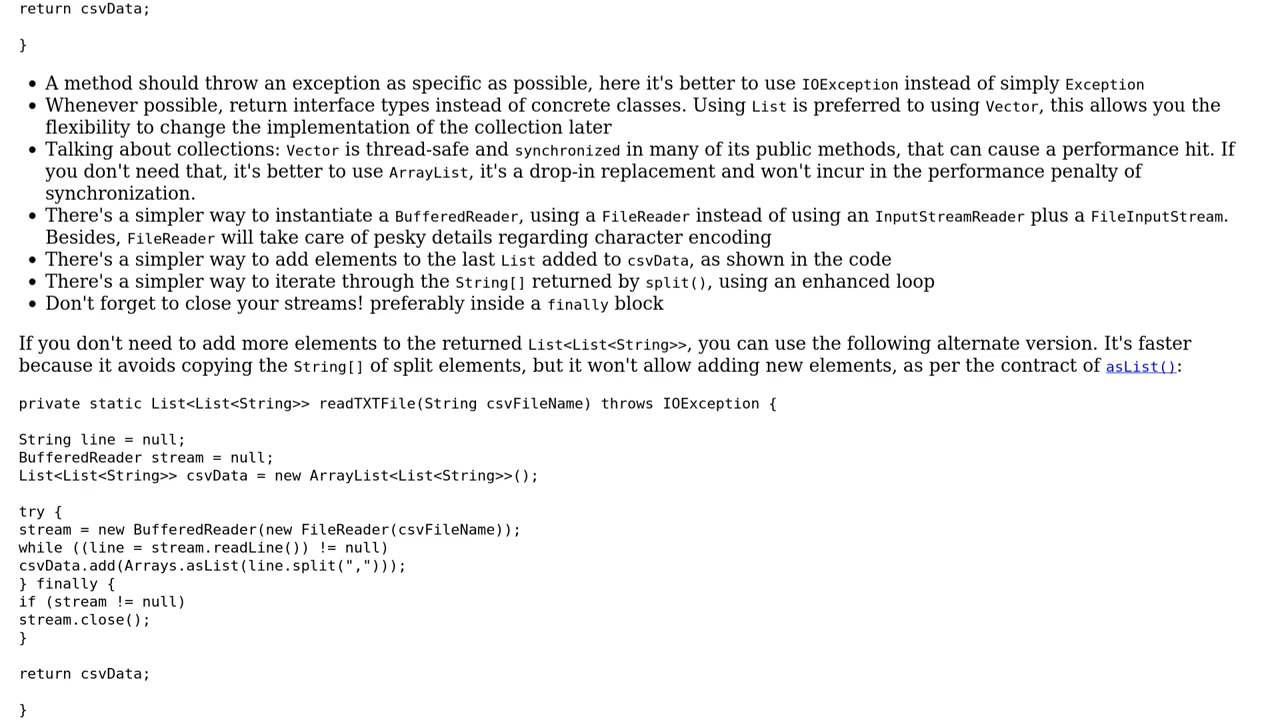 return csvData;
}
• A method should throw an exception as specific as possible, here it's better to use IOException instead of simply Exception
• Whenever possible, return interface types instead of concrete classes. Using List is preferred to using Vector, this allows you the
flexibility to change the implementation of the collection later
• Talking about collections: Vector is thread-safe and synchronized in many of its public methods, that can cause a performance hit. If
you don't need that, it's better to use ArrayList, it's a drop-in replacement and won't incur in the performance penalty of
synchronization.
• There's a simpler way to instantiate a BufferedReader, using a FileReader instead of using an InputStreamReader plus a FileInputStream.
Besides, FileReader will take care of pesky details regarding character encoding
• There's a simpler way to add elements to the last List added to csvData, as shown in the code
• There's a simpler way to iterate through the String[] returned by split(), using an enhanced loop
• Don't forget to close your streams! preferably inside a finally block
If you don't need to add more elements to the returned List<List<String>>, you can use the following alternate version. It's faster
because it avoids copying the String[] of split elements, but it won't allow adding new elements, as per the contract of asList():
private static List<List<String>> readTXTFile(String csvFileName) throws IOException {
String line = null;
BufferedReader stream = null;
List<List<String>> csvData = new ArrayList<List<String>>();
try {
stream = new BufferedReader(new FileReader(csvFileName));
while ((line = stream.readLine()) != null)
csvData.add(Arrays.asList(line.split(",")));
} finally {
if (stream != null)
stream.close();
}
return csvData;
}